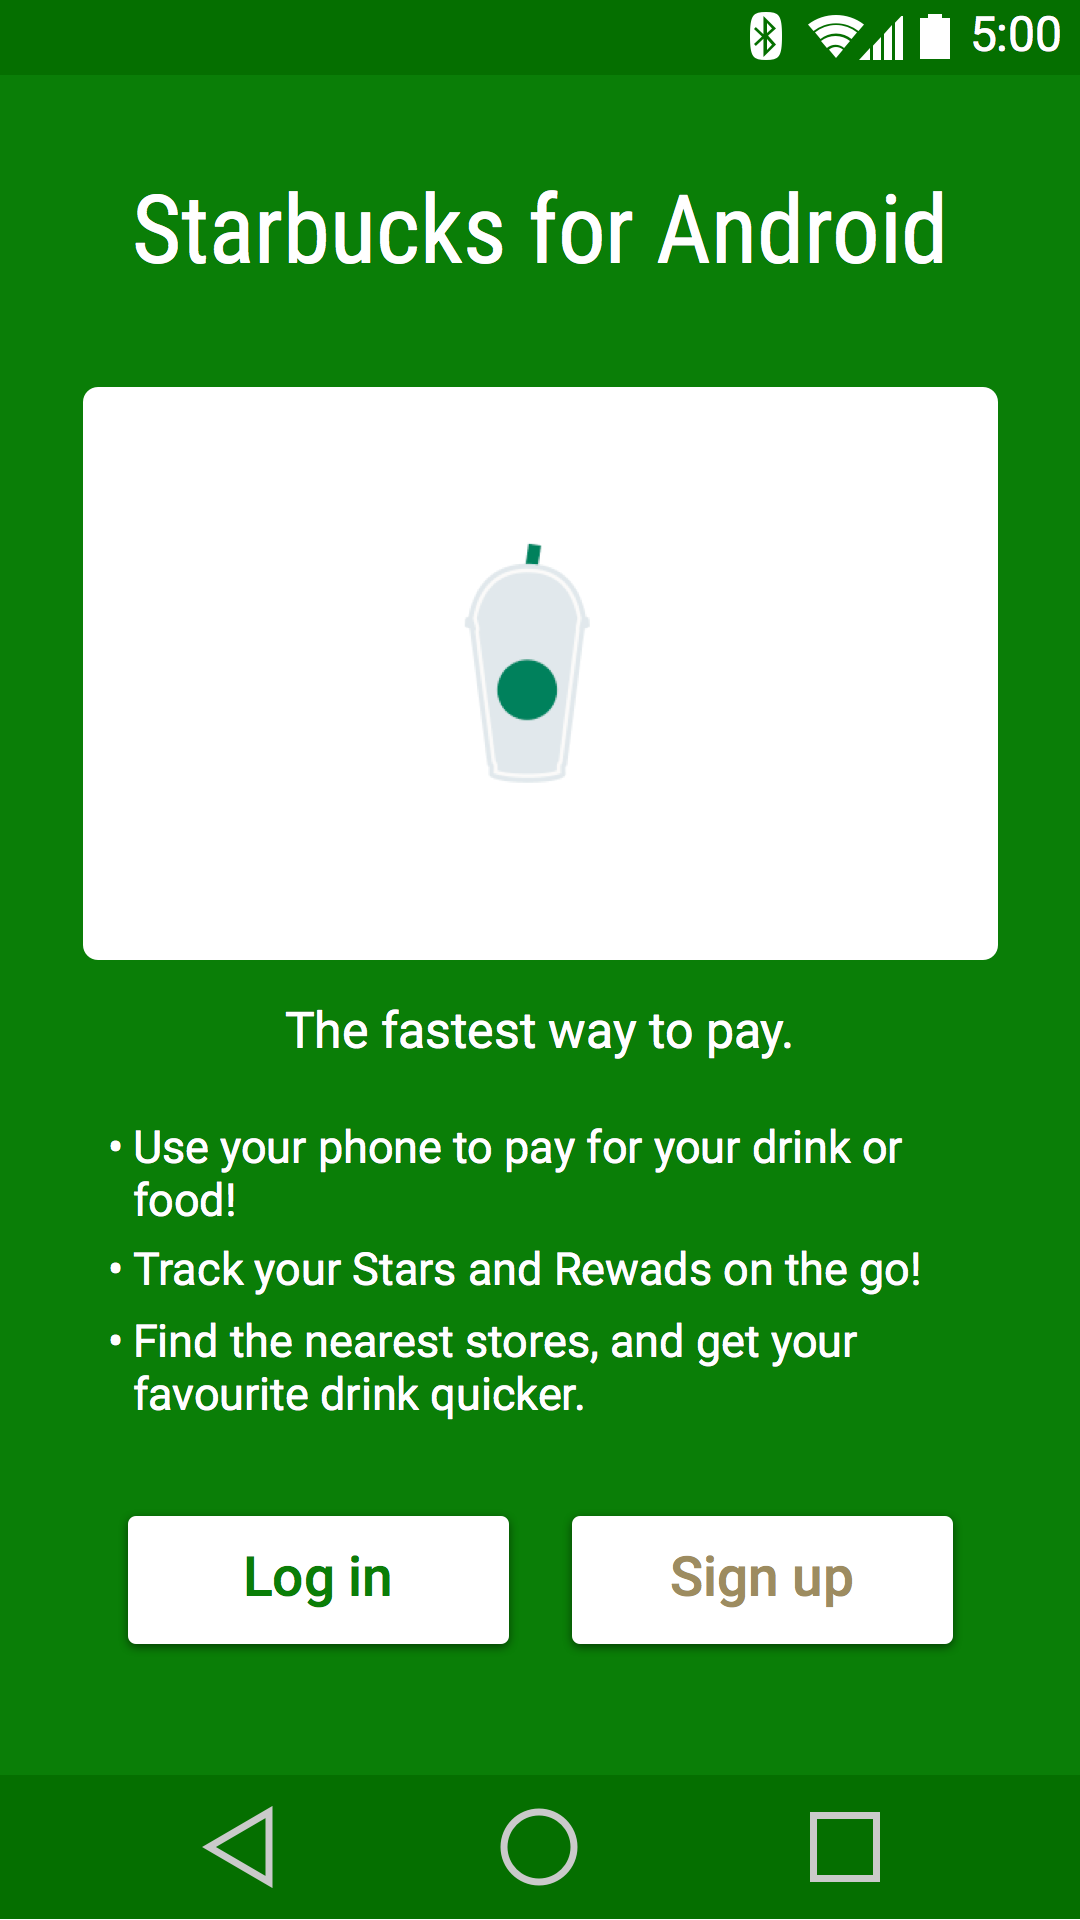 5:00
Starbucks for Android
The fastest way to pay.
• Use your phone to pay for your drink or
food!
• Track your Stars and Rewads on the go!
• Find the nearest stores, and get your
favourite drink quicker.
Log in
Sign up